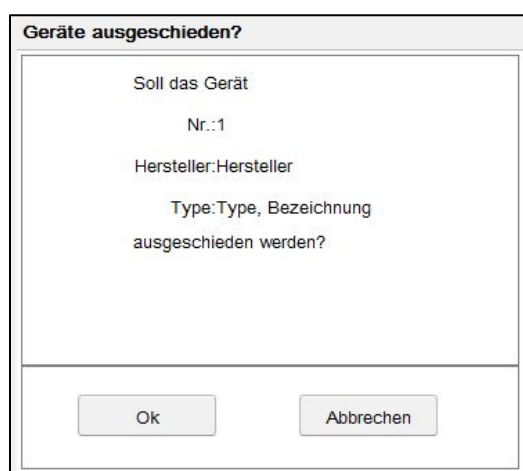 Geräte ausgeschieden?
Soll das Gerät
Nr.:1
Hersteller:Hersteller
Type:Type, Bezeichnung
ausgeschieden werden?
Ok
Abbrechen